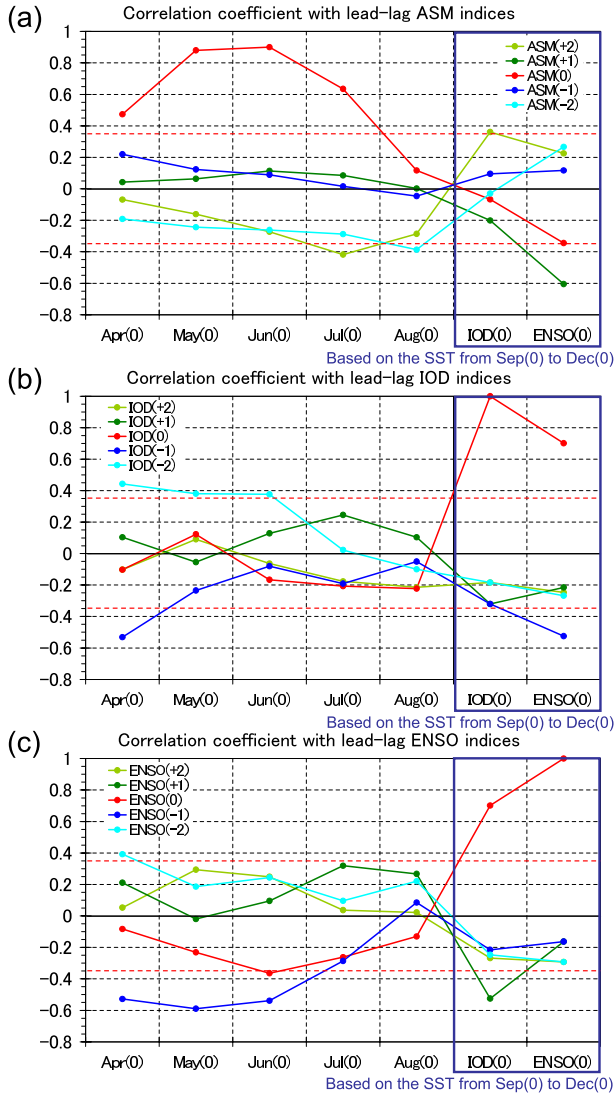 (a)
Correlation coefficient with lead-lag ASM indices
1
0.8
0.6
0.4
0.2
0
-0.2
-0.4
-0.6
-0.8
ASM(+2)
ASM(+1)
ASM(0)
ASM(-1)
ASM(-2)
Apr(0) May(0) Jun(0) Jul(0) Aug(0) IOD(0) ENSO(0)
Based on the SST from Sep(0) to Dec(0)
(b)
Correlation coefficient with lead-lag IOD indices
1
0.8
0.6
0.4
0.2
0
-0.2
-0.4
-0.6
-0.8
IOD(+2)
IOD(+1)
IOD(0)
IOD(-1)
IOD(-2)
Apr(0) May(0) Jun(0) Jul(0) Aug(0) IOD(0) ENSO(0)
Based on the SST from Sep(0) to Dec(0)
(c)
Correlation coefficient with lead-lag ENSO indices
1
0.8
0.6
0.4
0.2
0
-0.2
-0.4
-0.6
-0.8
ENSO(+2)
ENSO(+1)
ENSO(0)
ENSO(-1)
ENSO(-2)
Apr(0) May(0) Jun(0) Jul(0) Aug(0) IOD(0) ENSO(0)
Based on the SST from Sep(0) to Dec(0)